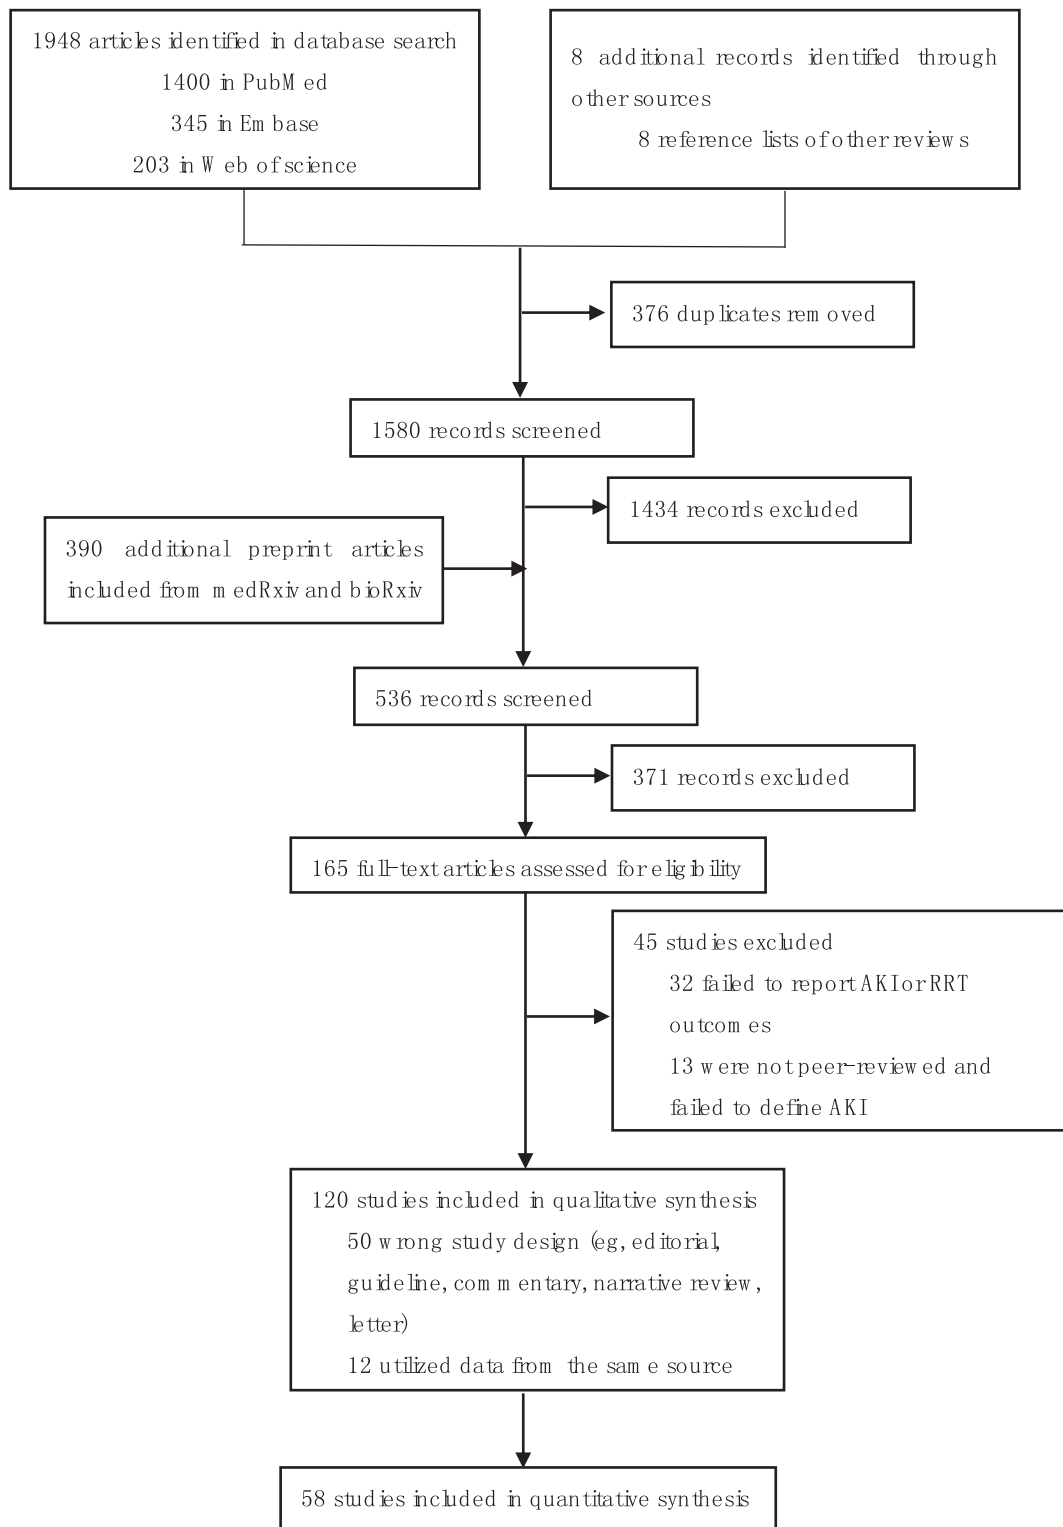 1948 articles identified in database search
1400 in PubMed
345 in Embase
203 in Web of science
8 additional records identified through
other sources
8 reference lists of other reviews
376 duplicates removed
1580 records screened
1434 records excluded
390 additional preprint articles
included from medRxiv and bioRxiv
536 records screened
371 records excluded
165 full-text articles assessed for eligibility
45 studies excluded
32 failed to report AKI or RRT
outcomes
13 were not peer-reviewed and
failed to define AKI
120 studies included in qualitative synthesis
50 wrong study design (eg, editorial,
guideline, commentary, narrative review,
letter)
12 utilized data from the same source
58 studies included in quantitative synthesis